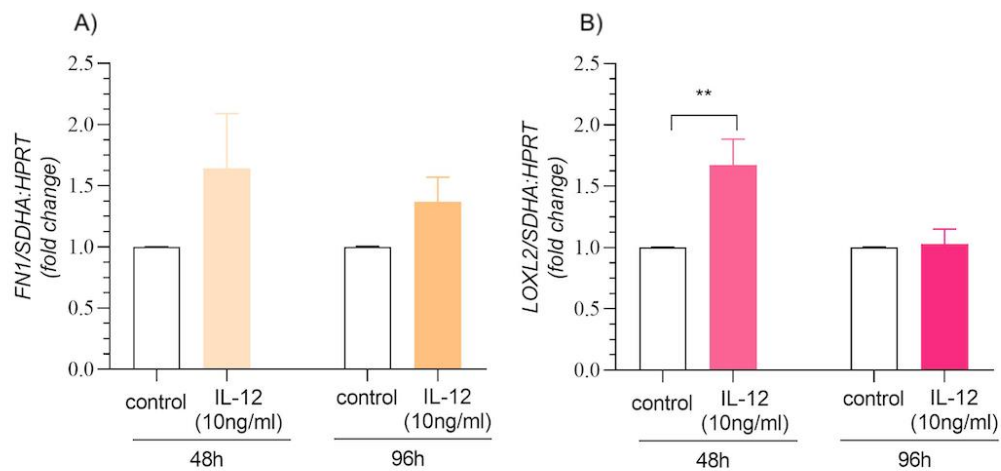 A)
FN1/SDHA:HPRT
(fold change)
2.5
2.0
1.5
1.0
0.5
0.0
control
IL-12
(10ng/ml)
control
IL-12
(10ng/ml)
48h
96h
B)
LOXL2/SDHA:HPRT
(fold change)
2.5
2.0
1.5
1.0
0.5
0.0
**
control
IL-12
(10ng/ml)
control
IL-12
(10ng/ml)
48h
96h